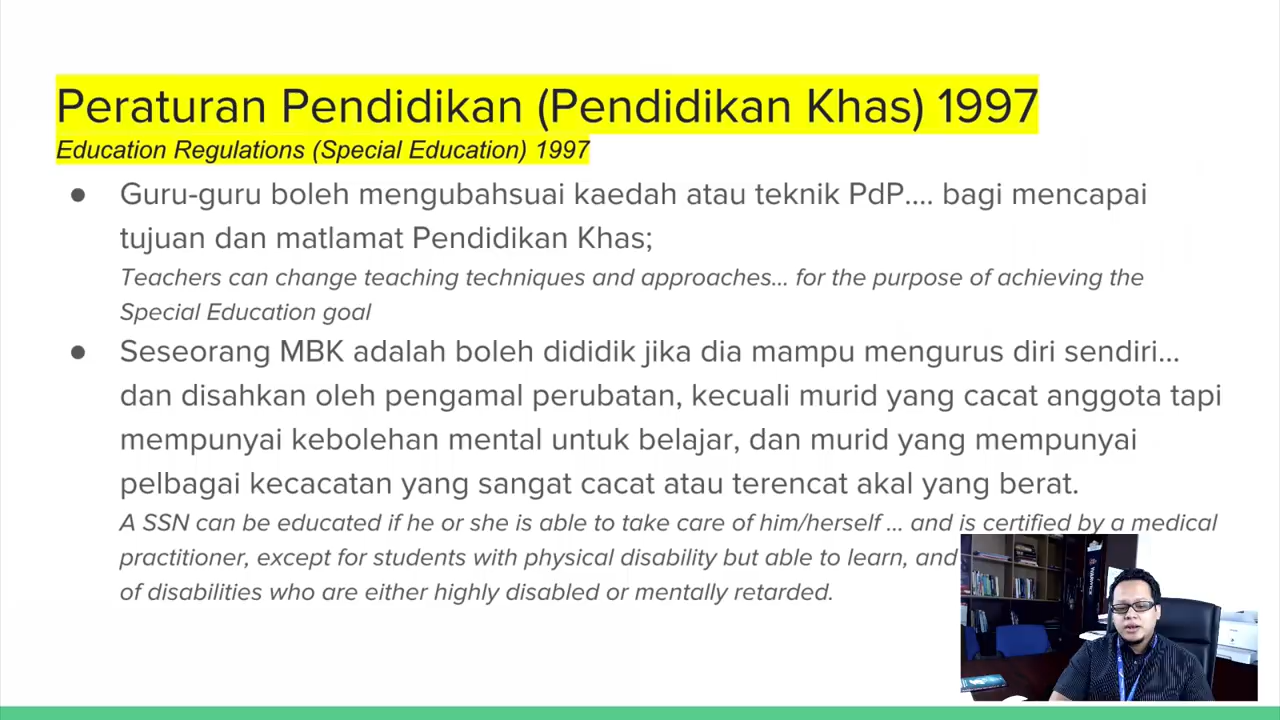 Peraturan Pendidikan (Pendidikan Khas) 1997
Education Regulations (Special Education) 1997
● Guru-guru boleh mengubahsuai kaedah atau teknik PdP.... bagi mencapai
tujuan dan matlamat Pendidikan Khas;
Teachers can change teaching techniques and approaches... for the purpose of achieving the
Special Education goal
● Seseorang MBK adalah boleh dididik jika dia mampu mengurus diri sendiri...
dan disahkan oleh pengamal perubatan, kecuali murid yang cacat anggota tapi
mempunyai kebolehan mental untuk belajar, dan murid yang mempunyai
pelbagai kecacatan yang sangat cacat atau terencat akal yang berat.
A SSN can be educated if he or she is able to take care of him/herself ... and is certified by a medical
practitioner, except for students with physical disability but able to learn, and
of disabilities who are either highly disabled or mentally retarded.